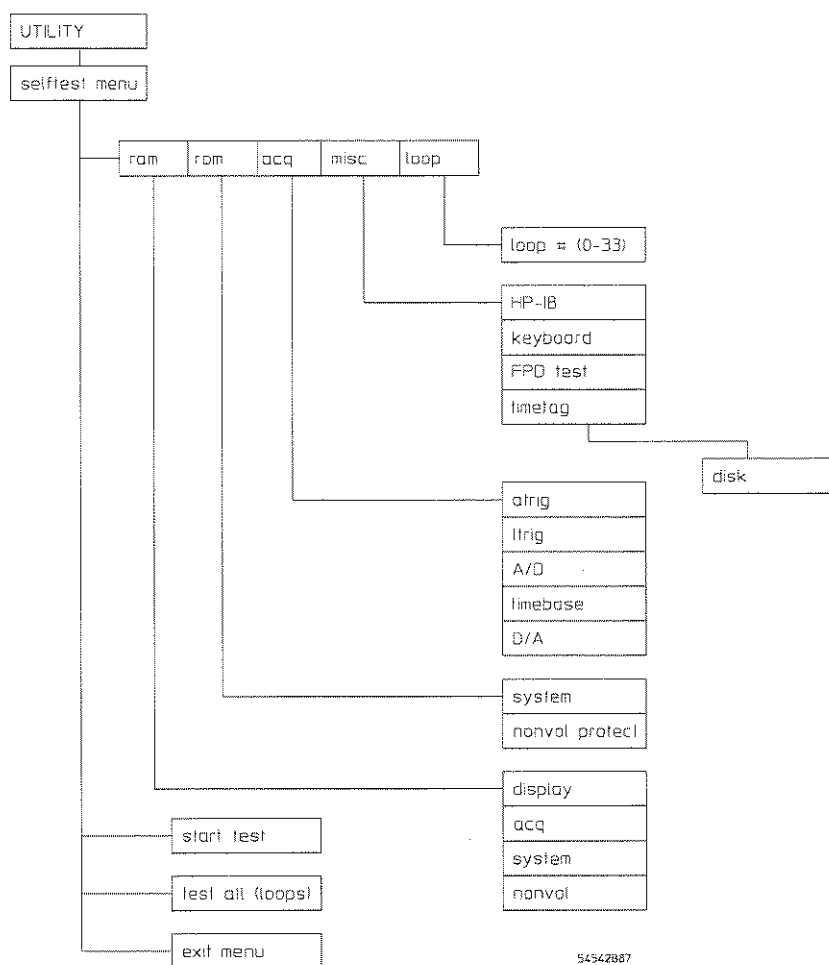 UTILITY
selftest menu
ram rom acq misc loop
loop # (0-33)
HP-IB
keyboard
FPD test
timetag
disk
atrig
ltrig
A/D
timebase
D/A
system
nonvol protect
display
acq
system
nonvol
start test
test all (loops)
exit menu
54542B87